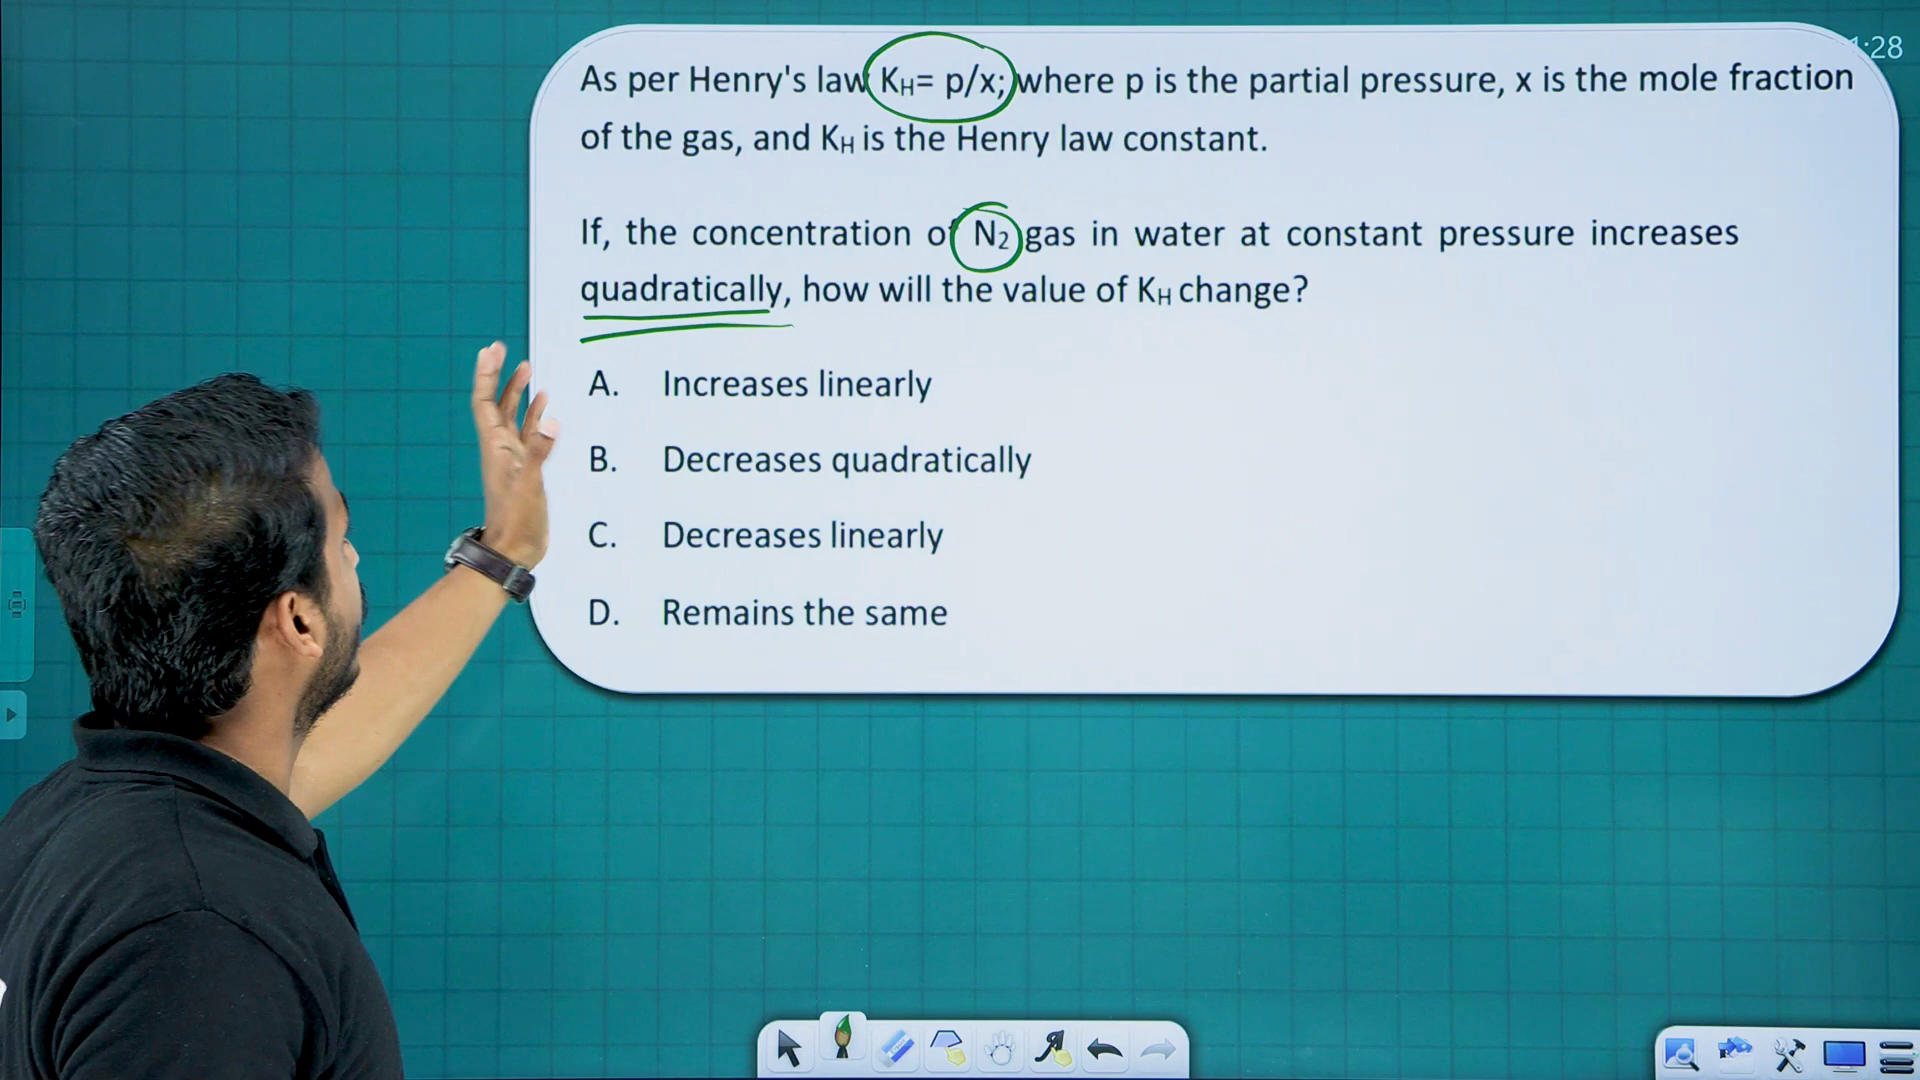 1:28
As per Henry's law KH= p/x; where p is the partial pressure, x is the mole fraction
of the gas, and KH is the Henry law constant.
If, the concentration of N2 gas in water at constant pressure increases
quadratically, how will the value of KH change?
A. Increases linearly
B. Decreases quadratically
C. Decreases linearly
D. Remains the same